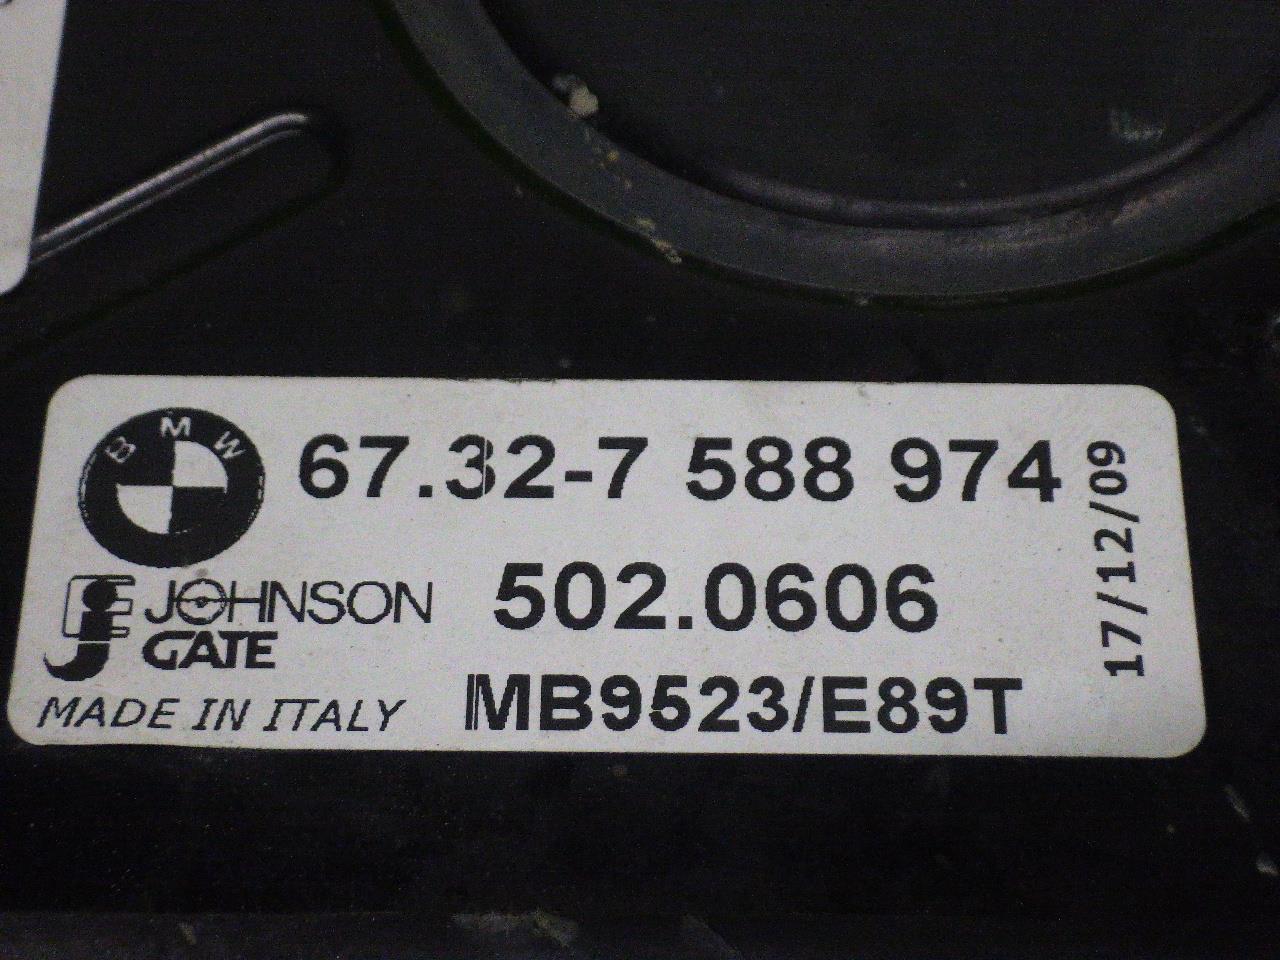 BMW
67.32-7 588 974
JOHNSON
GATE
502.0606
MADE IN ITALY
MB9523/E89T
17/12/09